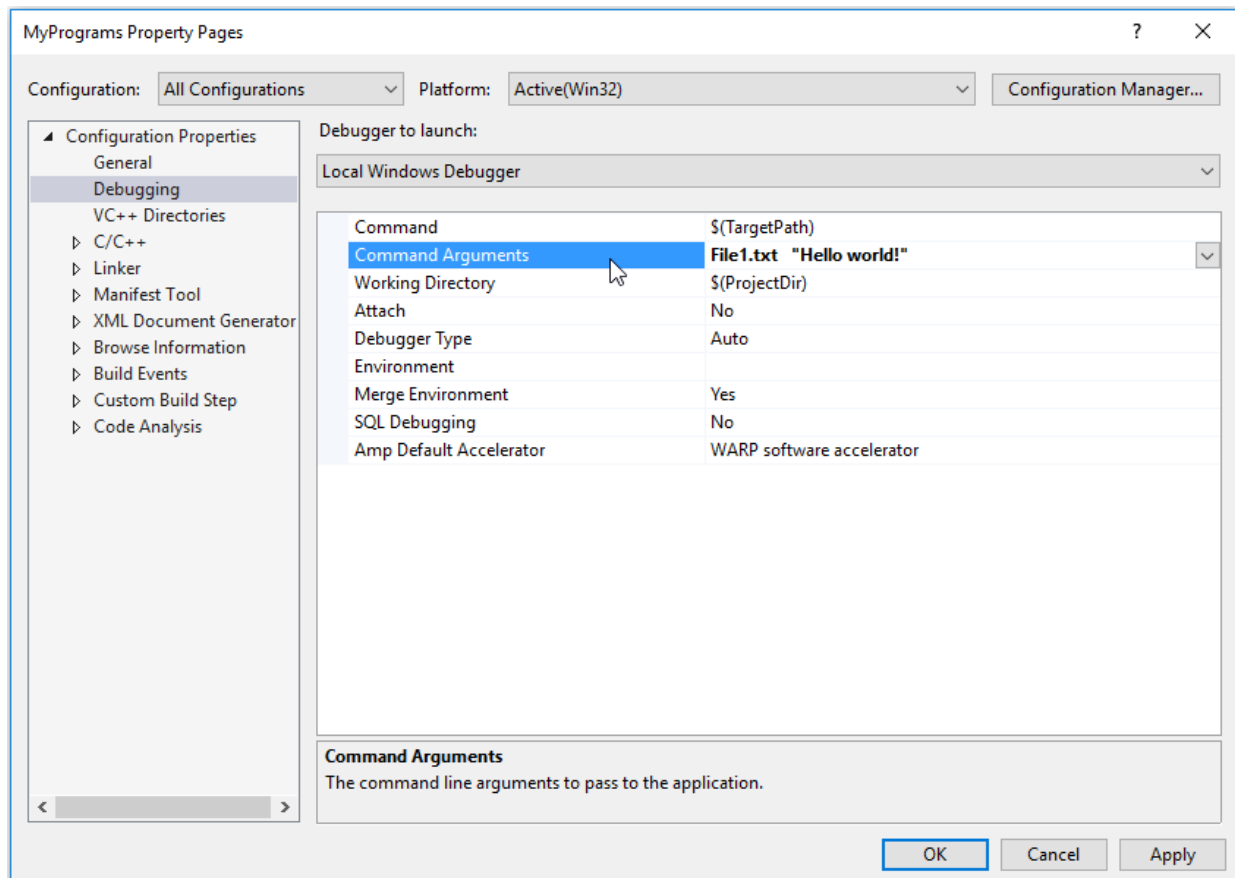 MyPrograms Property Pages
Configuration: All Configurations Platform: Active(Win32) Configuration Manager...
Configuration Properties
General
Debugging
VC++ Directories
C/C++
Linker
Manifest Tool
XML Document Generator
Browse Information
Build Events
Custom Build Step
Code Analysis
Debugger to launch:
Local Windows Debugger
Command $(TargetPath)
Command Arguments File1.txt "Hello world!"
Working Directory $(ProjectDir)
Attach No
Debugger Type Auto
Environment
Merge Environment Yes
SQL Debugging No
Amp Default Accelerator WARP software accelerator
Command Arguments
The command line arguments to pass to the application.
OK Cancel Apply